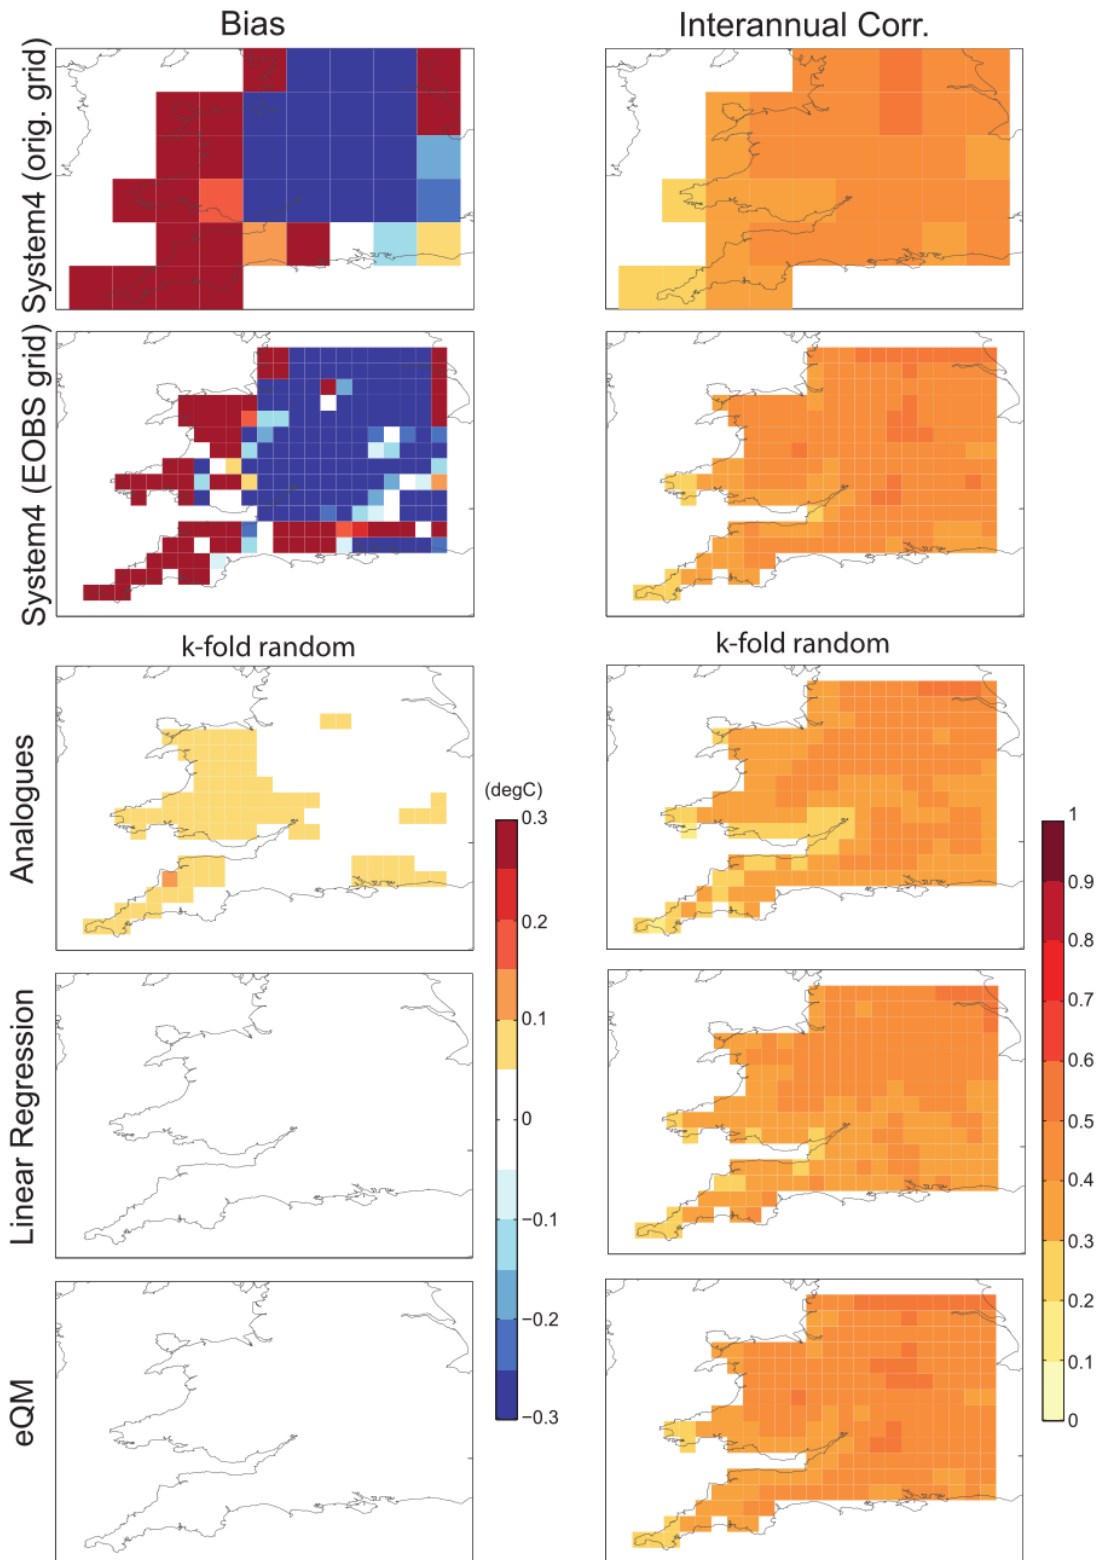 Bias
Interannual Corr.
System4 (orig. grid)
System4 (EOBS grid)
k-fold random
k-fold random
Analogues
Linear Regression
eQM
(degC)
0.3
0.2
0.1
0
−0.1
−0.2
−0.3
1
0.9
0.8
0.7
0.6
0.5
0.4
0.3
0.2
0.1
0